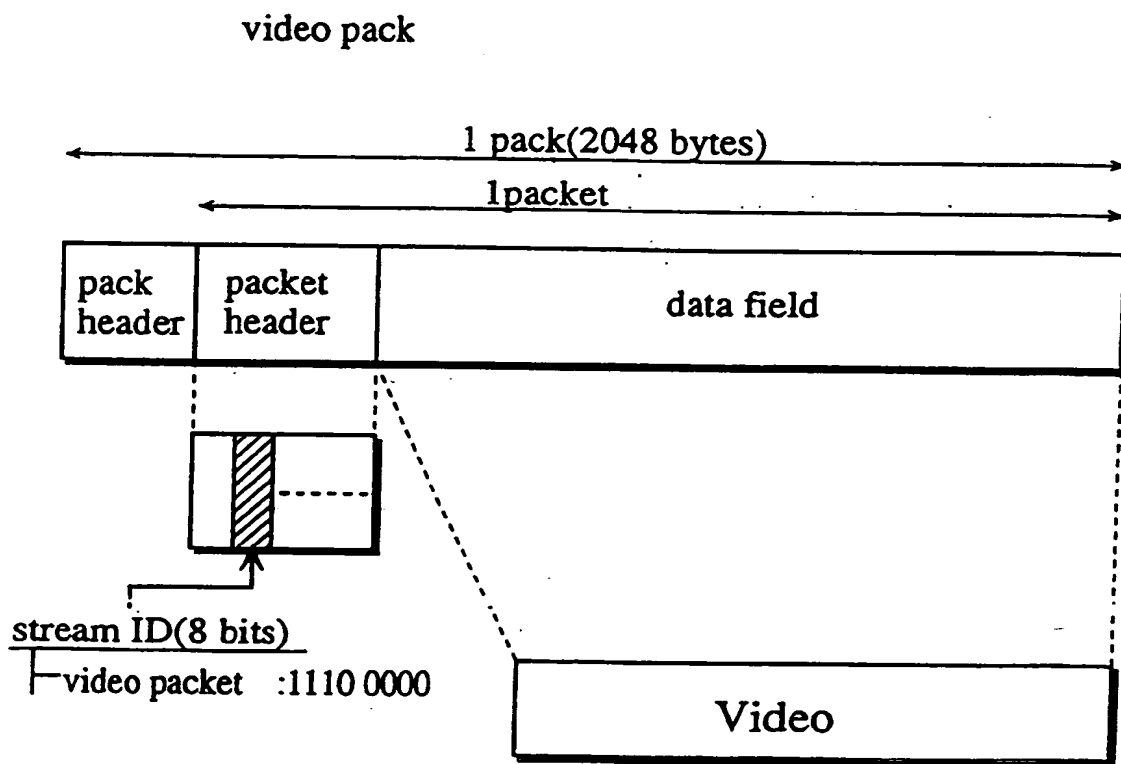 video pack
1 pack(2048 bytes)
1packet
pack
header
packet
header
data field
stream ID(8 bits)
video packet :1110 0000
Video